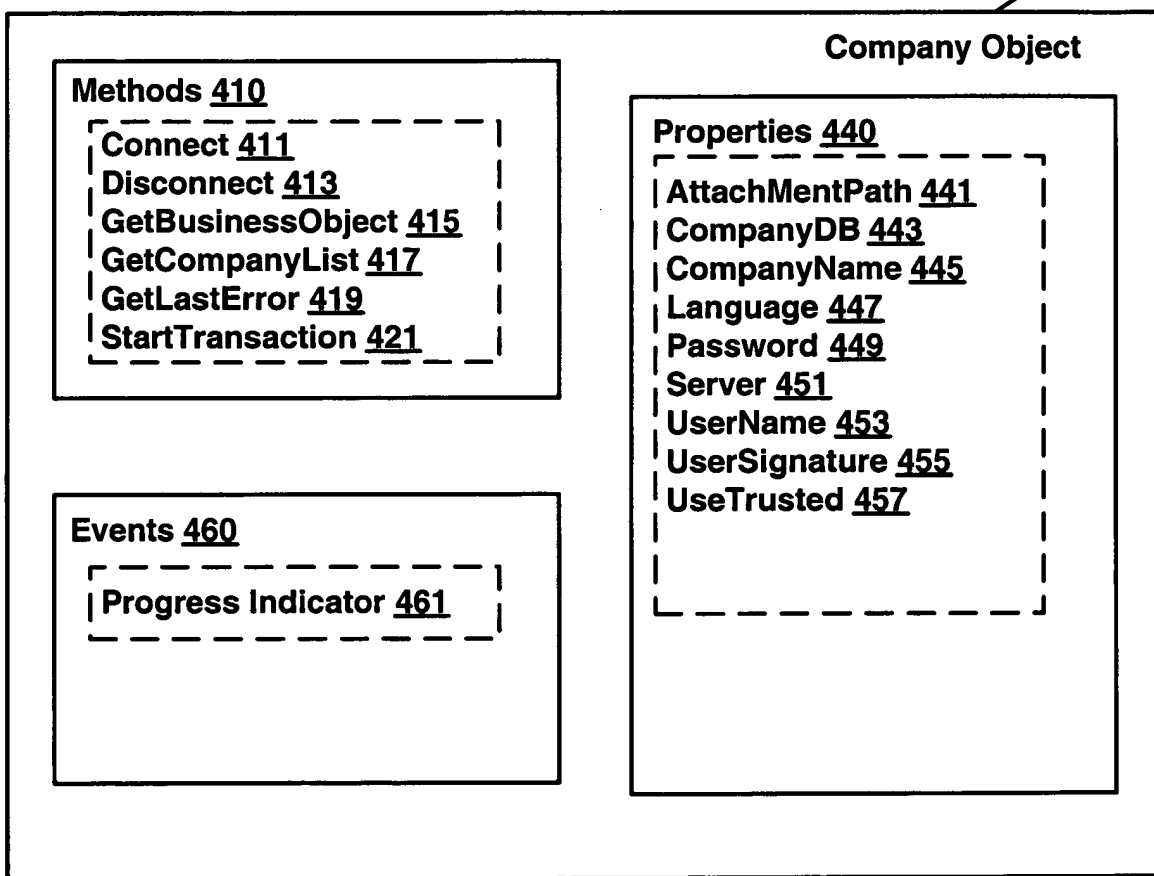 Company Object
Methods 410
Connect 411
Disconnect 413
GetBusinessObject 415
GetCompanyList 417
GetLastError 419
StartTransaction 421
Events 460
Progress Indicator 461
Properties 440
AttachMentPath 441
CompanyDB 443
CompanyName 445
Language 447
Password 449
Server 451
UserName 453
UserSignature 455
UseTrusted 457